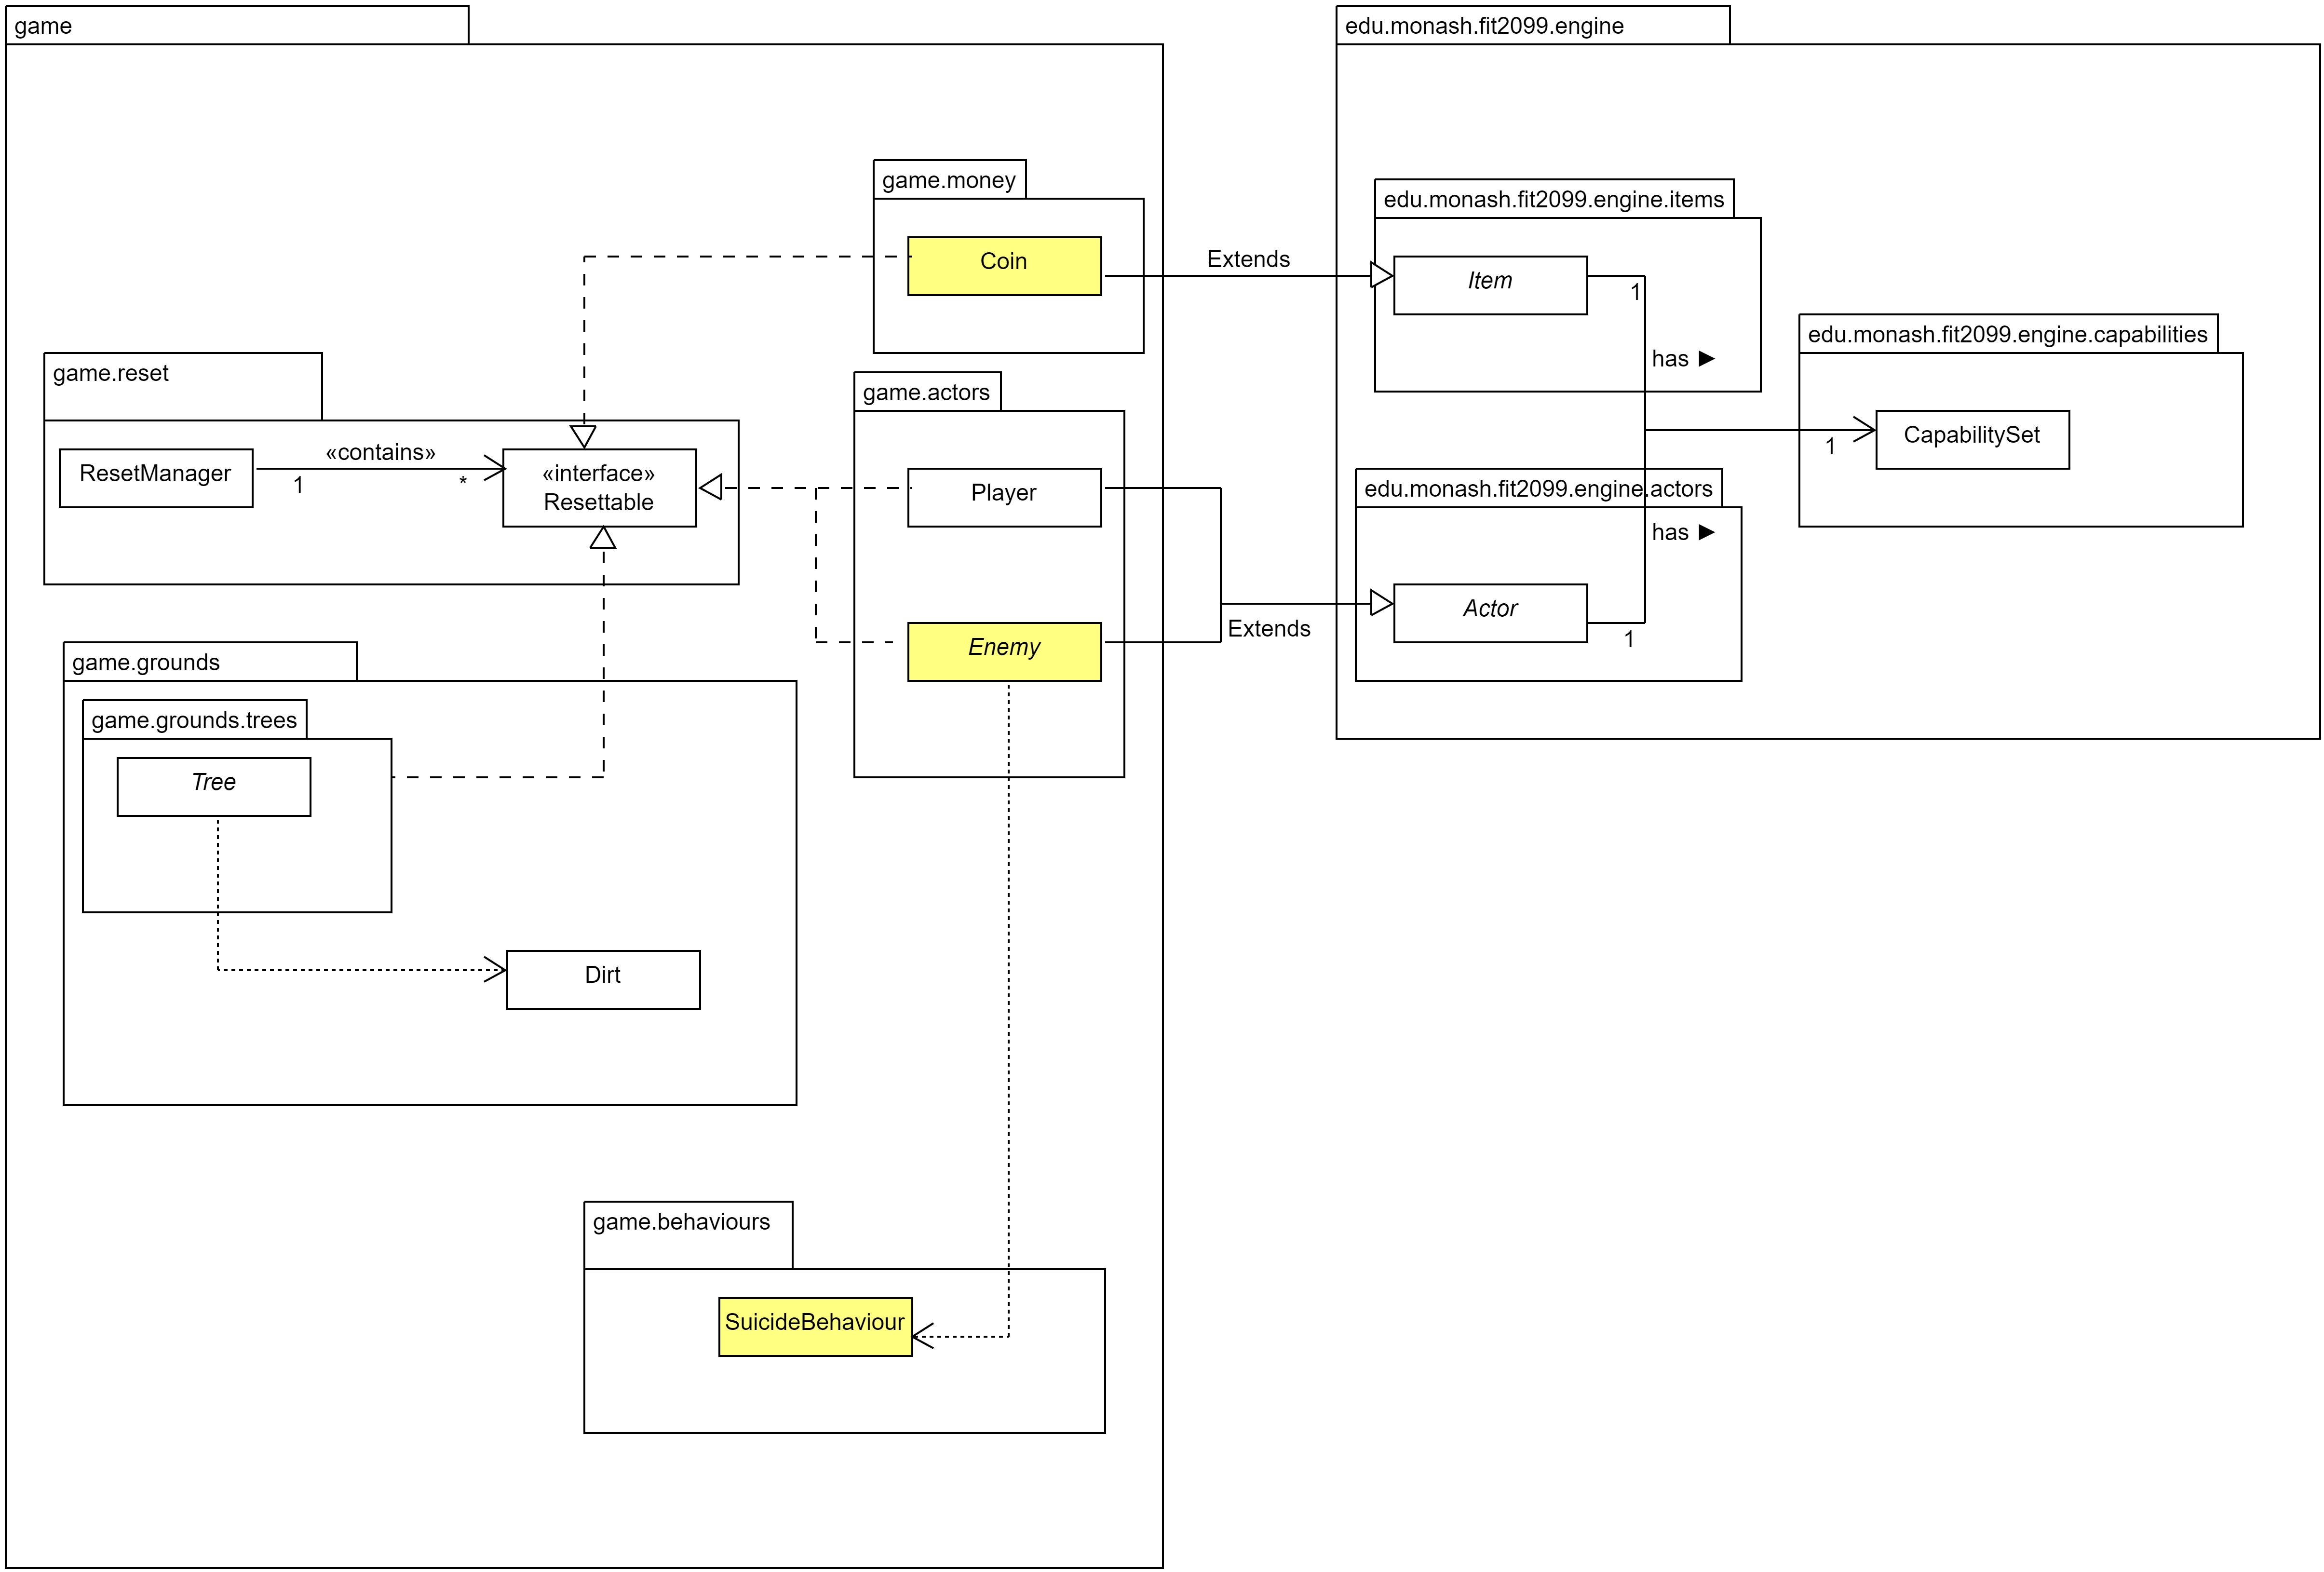 game
edu.monash.fit2099.engine
game.money
Coin
Extends
edu.monash.fit2099.engine.items
Item
1
has ►
edu.monash.fit2099.engine.capabilities
CapabilitySet
1
game.reset
ResetManager
«contains»
1
*
«interface»
Resettable
game.actors
Player
Enemy
Extends
edu.monash.fit2099.engine.actors
has ►
Actor
1
game.grounds
game.grounds.trees
Tree
Dirt
game.behaviours
SuicideBehaviour